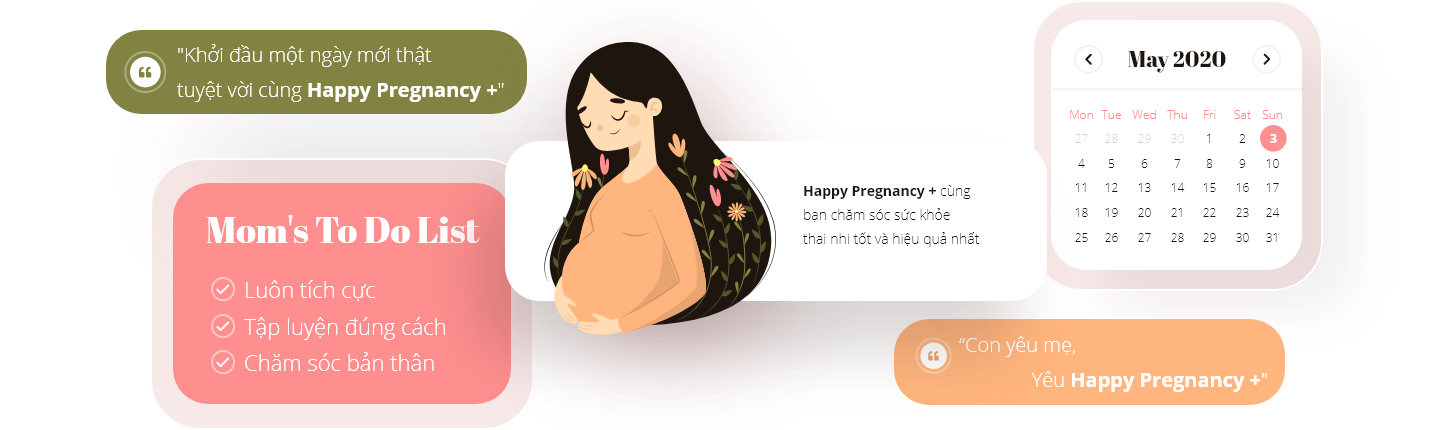 "Khởi đầu một ngày mới thật
tuyệt vời cùng Happy Pregnancy +"
Mom's To Do List
Luôn tích cực
Tập luyện đúng cách
Chăm sóc bản thân
Happy Pregnancy + cùng
bạn chăm sóc sức khỏe
thai nhi tốt và hiệu quả nhất
May 2020
Mon Tue Wed Thu Fri Sat Sun
27 28 29 30 1 2 3
4 5 6 7 8 9 10
11 12 13 14 15 16 17
18 19 20 21 22 23 24
25 26 27 28 29 30 31
“Con yêu mẹ,
Yêu Happy Pregnancy +"